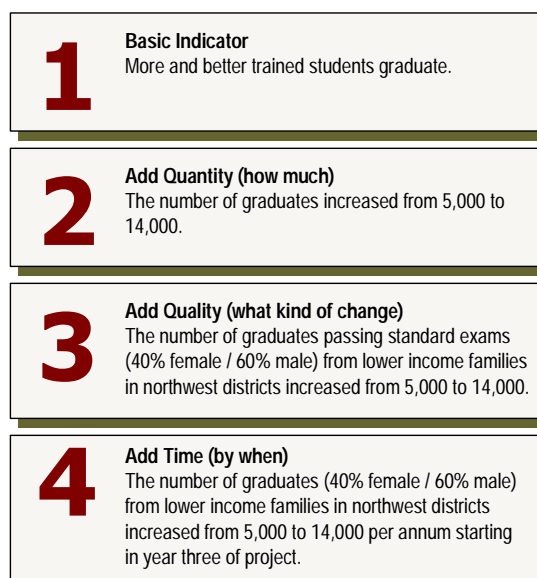 1
Basic Indicator
More and better trained students graduate.
2
Add Quantity (how much)
The number of graduates increased from 5,000 to
14,000.
3
Add Quality (what kind of change)
The number of graduates passing standard exams
(40% female / 60% male) from lower income families
in northwest districts increased from 5,000 to 14,000.
4
Add Time (by when)
The number of graduates (40% female / 60% male)
from lower income families in northwest districts
increased from 5,000 to 14,000 per annum starting
in year three of project.